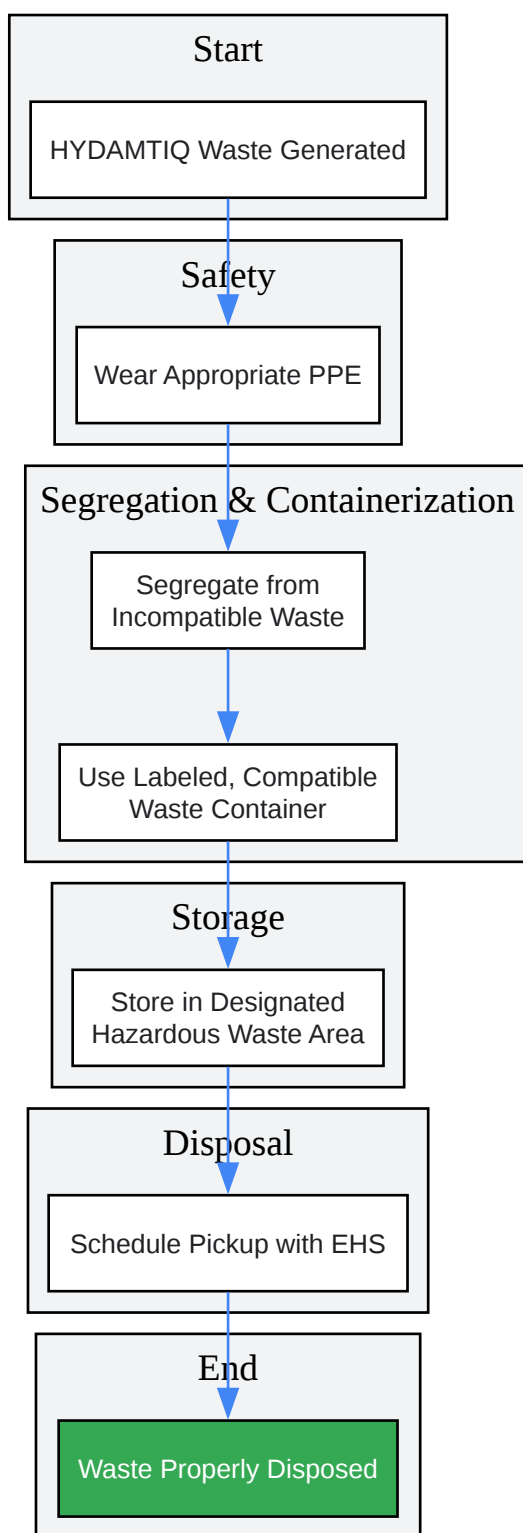 Start
HYDAMTIQ Waste Generated
Safety
Wear Appropriate PPE
Segregation & Containerization
Segregate from
Incompatible Waste
Use Labeled, Compatible
Waste Container
Storage
Store in Designated
Hazardous Waste Area
Disposal
Schedule Pickup with EHS
End
Waste Properly Disposed